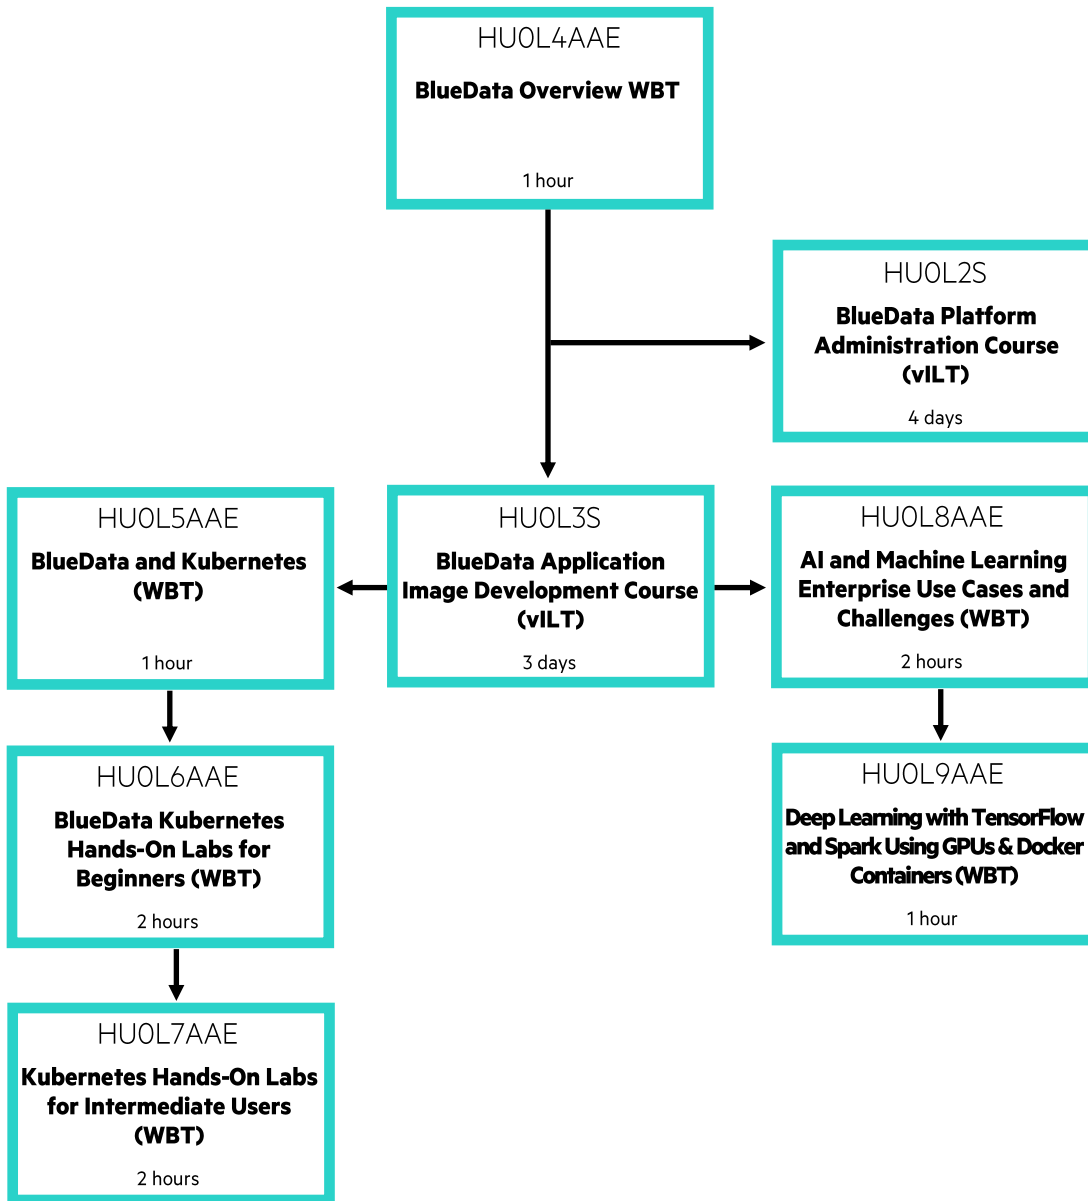 HU0L4AAE
BlueData Overview WBT
1 hour
HU0L2S
BlueData Platform
Administration Course
(vILT)
4 days
HU0L5AAE
BlueData and Kubernetes
(WBT)
1 hour
HU0L3S
BlueData Application
Image Development Course
(vILT)
3 days
HU0L8AAE
AI and Machine Learning
Enterprise Use Cases and
Challenges (WBT)
2 hours
HU0L6AAE
BlueData Kubernetes
Hands-On Labs for
Beginners (WBT)
2 hours
HU0L9AAE
Deep Learning with TensorFlow
and Spark Using GPUs & Docker
Containers (WBT)
1 hour
HU0L7AAE
Kubernetes Hands-On Labs
for Intermediate Users
(WBT)
2 hours